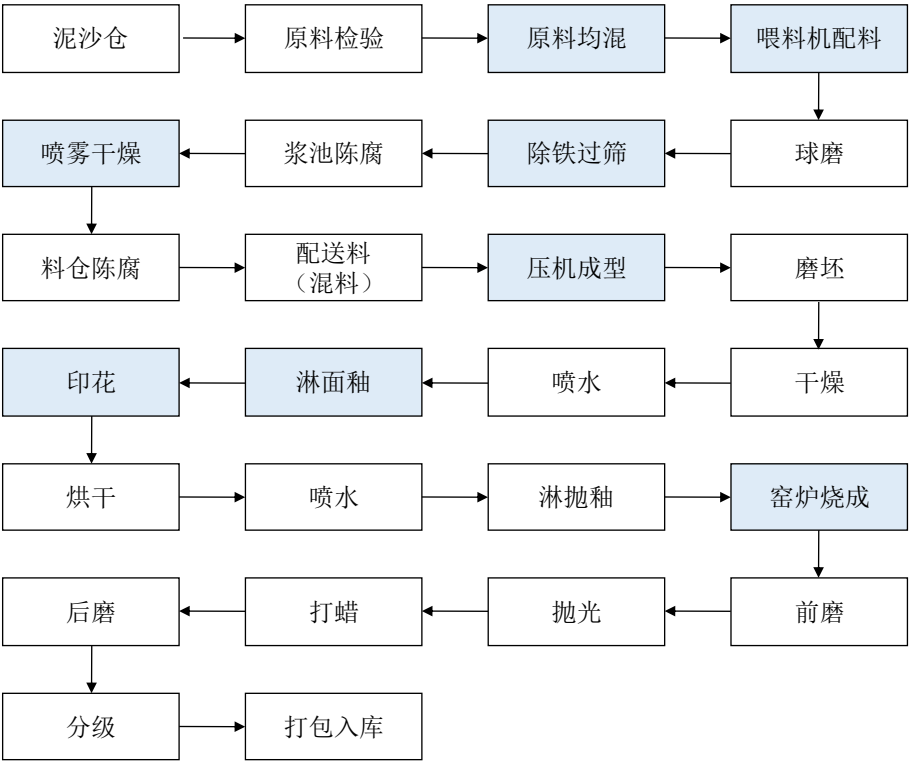 泥沙仓
原料检验
原料均混
喂料机配料
喷雾干燥
浆池陈腐
除铁过筛
球磨
料仓陈腐
配送料
（混料）
压机成型
磨坯
印花
淋面釉
喷水
干燥
烘干
喷水
淋抛釉
窑炉烧成
后磨
打蜡
抛光
前磨
分级
打包入库